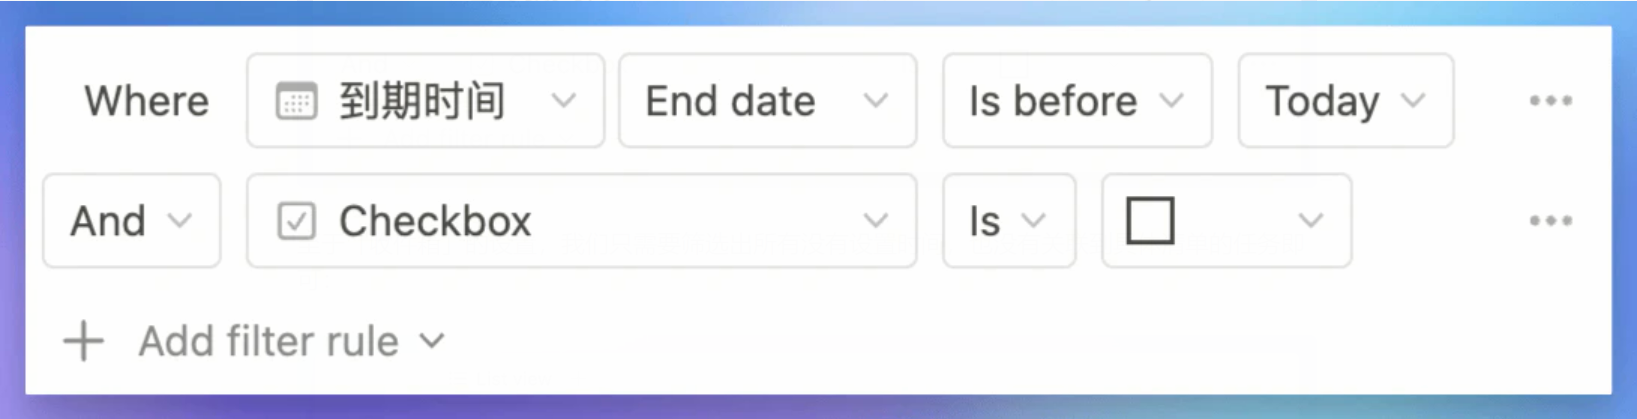 Where 到期时间 End date Is before Today
And Checkbox Is
Add filter rule